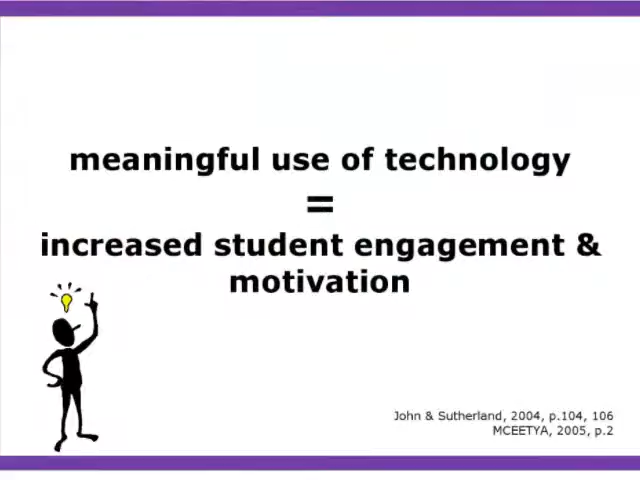 meaningful use of technology
=
increased student engagement &
motivation
John & Sutherland, 2004, p.104, 106
MCEETYA, 2005, p.2